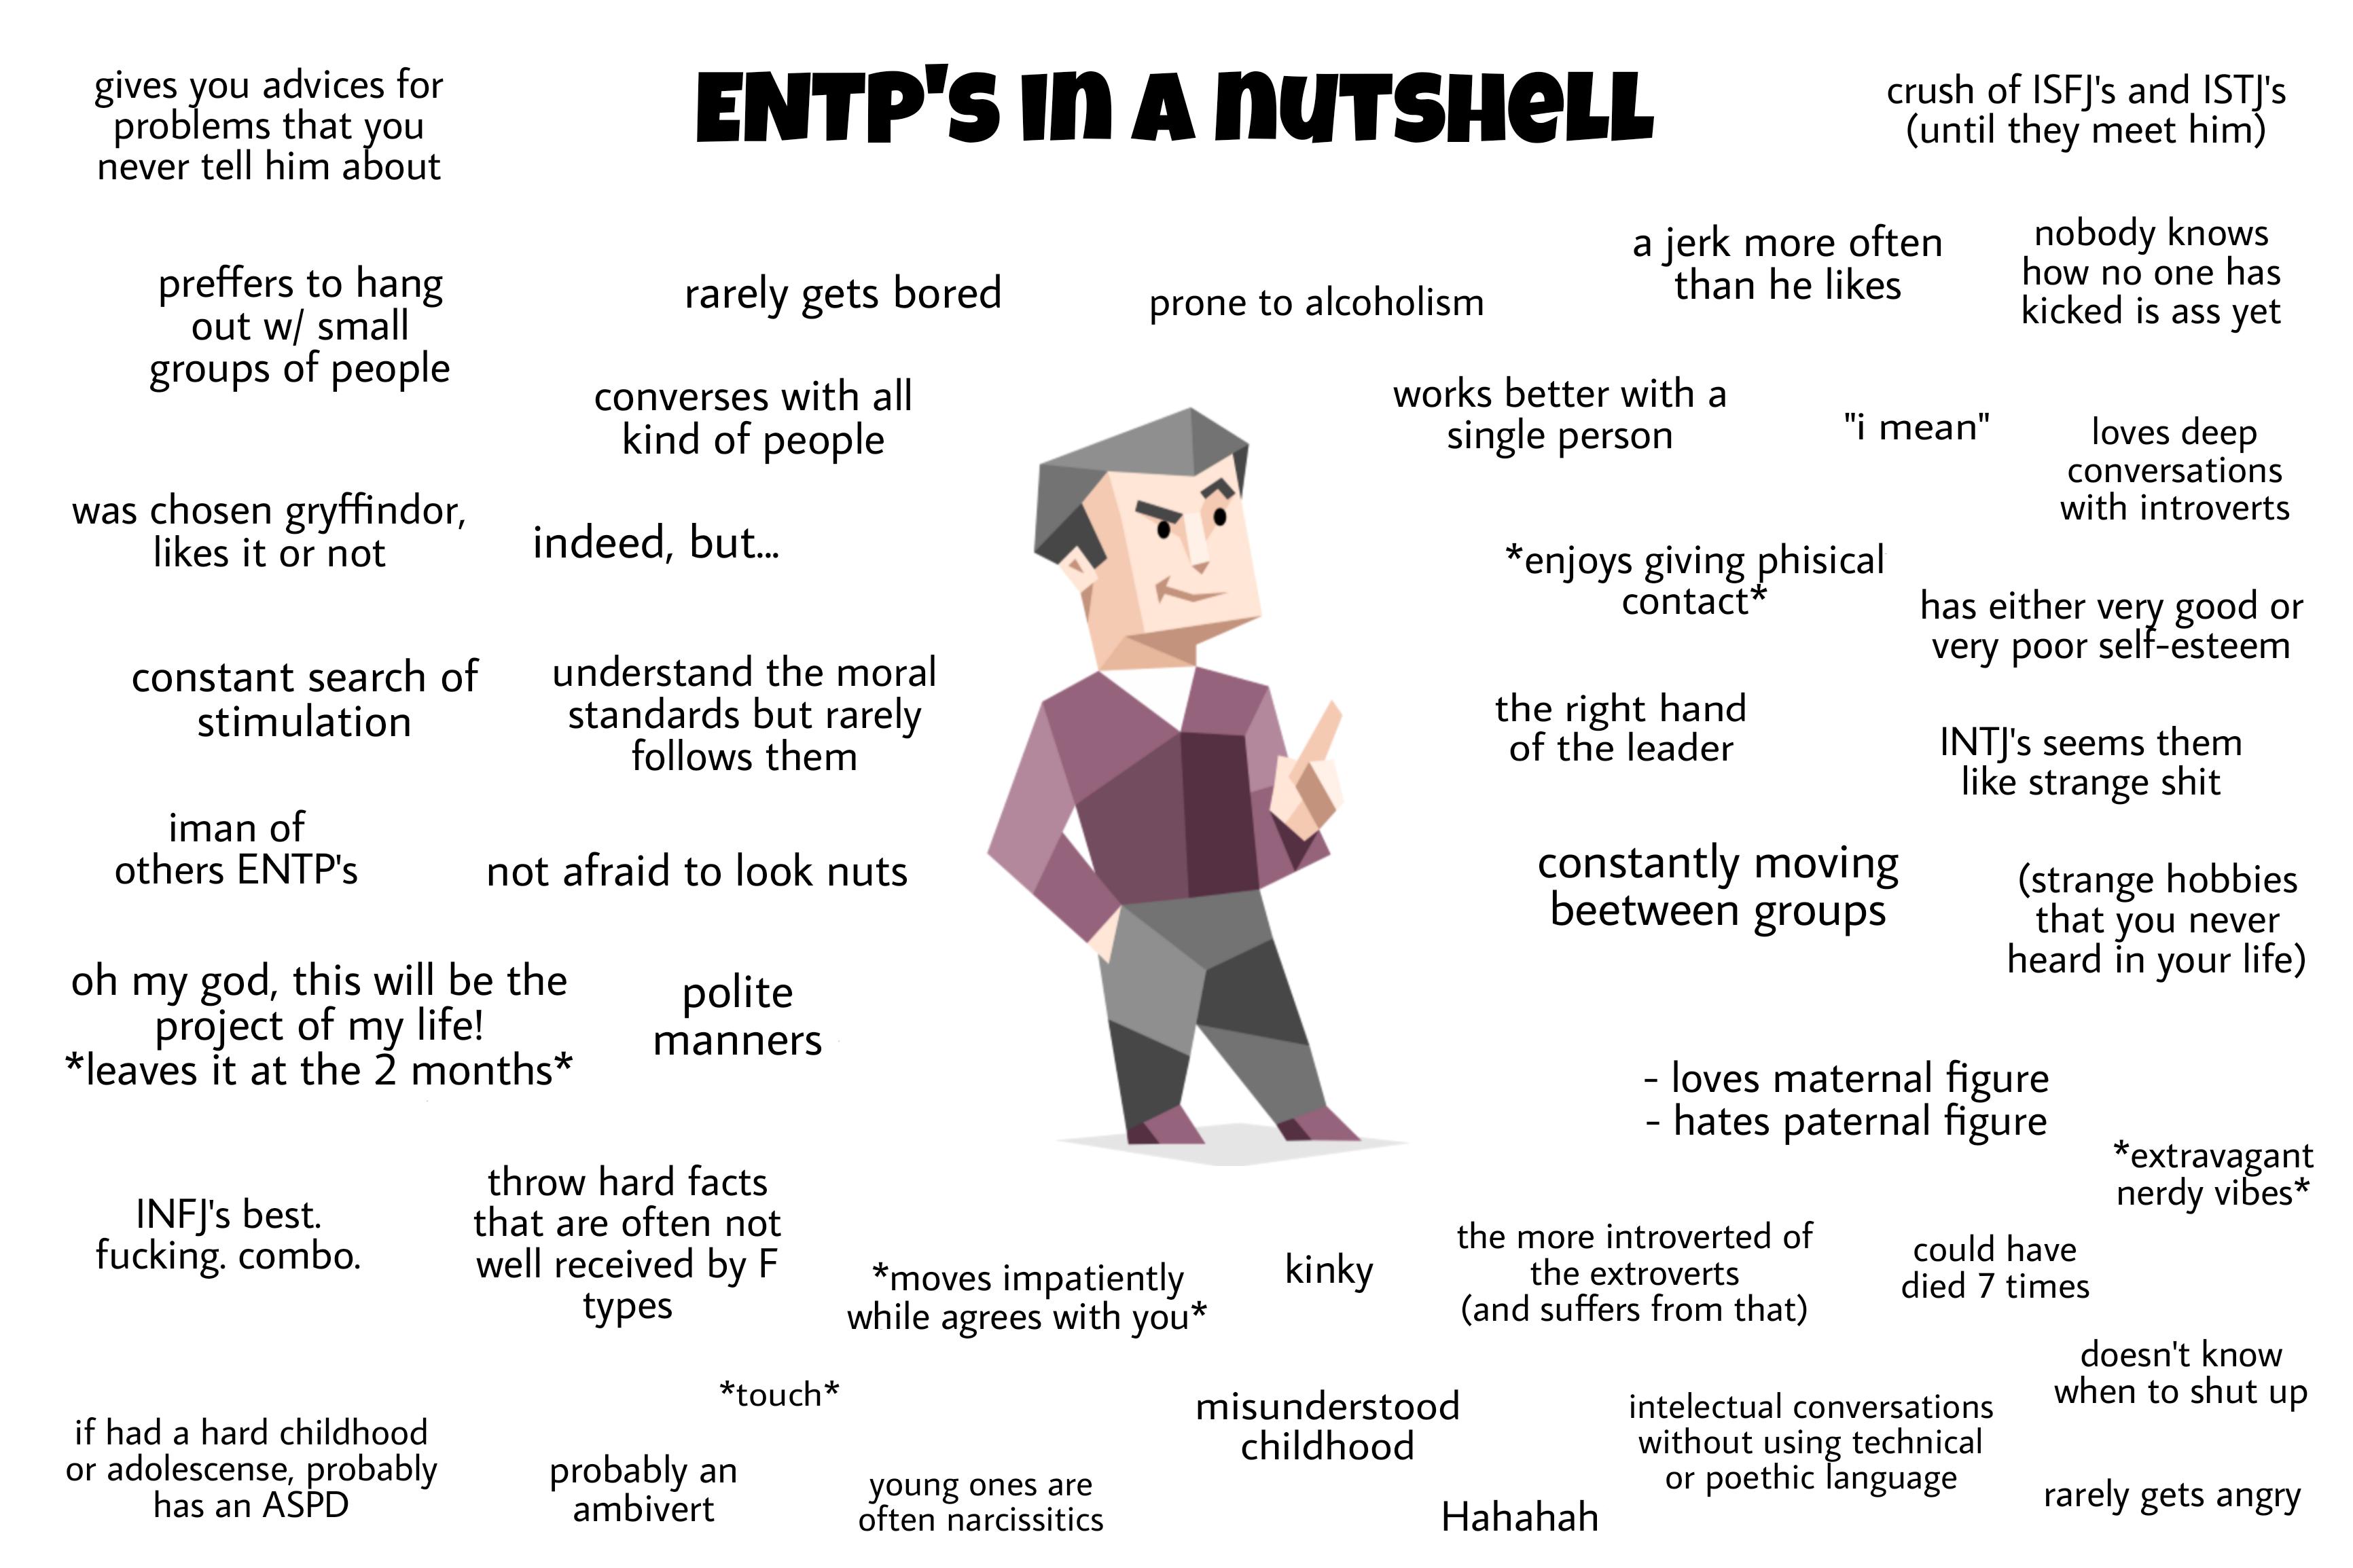 ENTP's in a nutshell
gives you advices for
problems that you
never tell him about
crush of ISFJ's and ISTJ's
(until they meet him)
preffers to hang
out w/ small
groups of people
rarely gets bored
prone to alcoholism
a jerk more often
than he likes
nobody knows
how no one has
kicked is ass yet
converses with all
kind of people
works better with a
single person
"i mean"
loves deep
conversations
with introverts
was chosen gryffindor,
likes it or not
indeed, but...
*enjoys giving phisical
contact*
has either very good or
very poor self-esteem
constant search of
stimulation
understand the moral
standards but rarely
follows them
the right hand
of the leader
INTJ's seems them
like strange shit
iman of
others ENTP's
not afraid to look nuts
constantly moving
beetween groups
(strange hobbies
that you never
heard in your life)
oh my god, this will be the
project of my life!
*leaves it at the 2 months*
polite
manners
- loves maternal figure
- hates paternal figure
*extravagant
nerdy vibes*
INFJ's best.
fucking. combo.
throw hard facts
that are often not
well received by F
types
*moves impatiently
while agrees with you*
kinky
the more introverted of
the extroverts
(and suffers from that)
could have
died 7 times
doesn't know
when to shut up
if had a hard childhood
or adolescense, probably
has an ASPD
*touch*
probably an
ambivert
young ones are
often narcissitics
misunderstood
childhood
Hahahah
intelectual conversations
without using technical
or poethic language
rarely gets angry